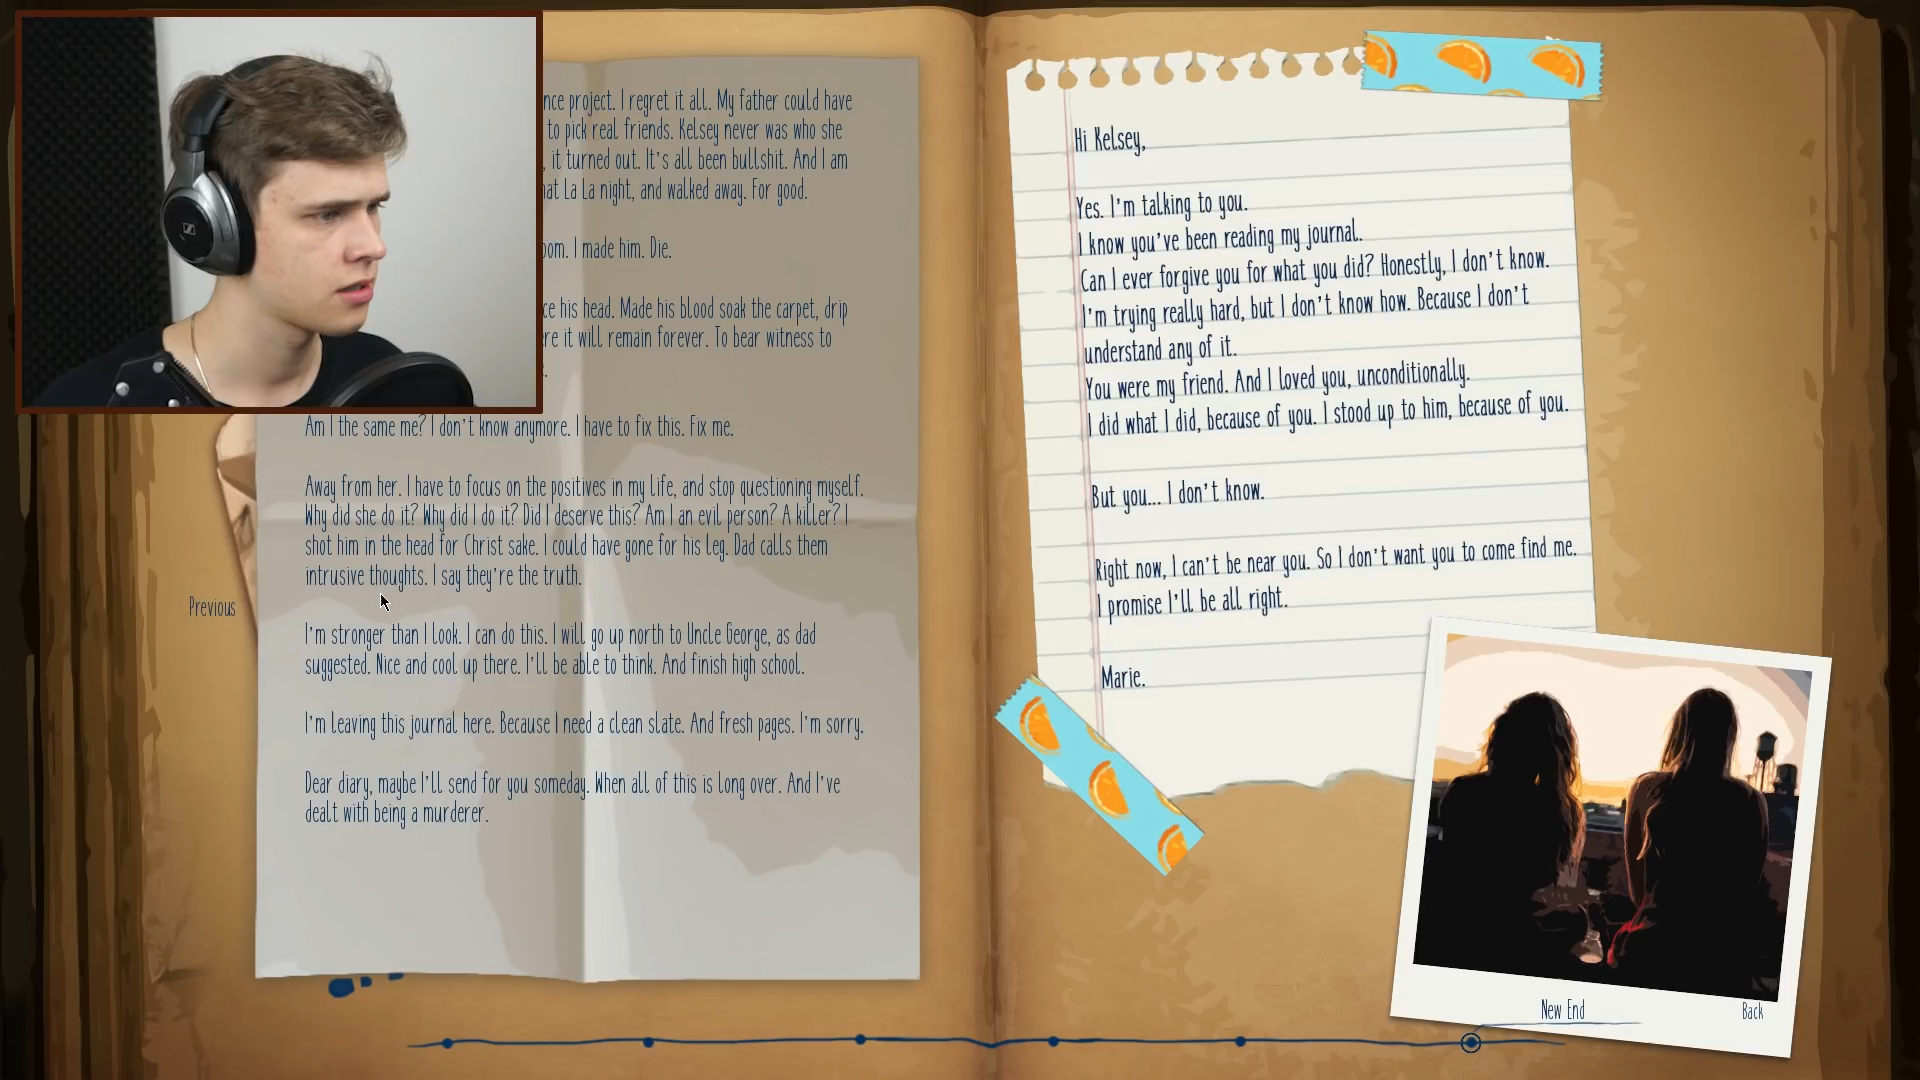 nce project. I regret it all. My father could have
to pick real friends. Kelsey never was who she
, it turned out. It's all been bullshit. And I am
hat La La night, and walked away. For good.
oom. I made him. Die.
ce his head. Made his blood soak the carpet, drip
re it will remain forever. To bear witness to
Am I the same me? I don't know anymore. I have to fix this. Fix me.
Away from her. I have to focus on the positives in my life, and stop questioning myself.
Why did she do it? Why did I do it? Did I deserve this? Am I an evil person? A killer? I
shot him in the head for Christ sake. I could have gone for his leg. Dad calls them
intrusive thoughts. I say they're the truth.
I'm stronger than I look. I can do this. I will go up north to Uncle George, as dad
suggested. Nice and cool up there. I'll be able to think. And finish high school.
I'm leaving this journal here. Because I need a clean slate. And fresh pages. I'm sorry.
Dear diary, maybe I'll send for you someday. When all of this is long over. And I've
dealt with being a murderer.
Previous
Hi Kelsey,
Yes. I'm talking to you.
I know you've been reading my journal.
Can I ever forgive you for what you did? Honestly, I don't know.
I'm trying really hard, but I don't know how. Because I don't
understand any of it.
You were my friend. And I loved you, unconditionally.
I did what I did, because of you. I stood up to him, because of you.
But you... I don't know.
Right now, I can't be near you. So I don't want you to come find me.
I promise I'll be all right.
Marie.
New End
Back